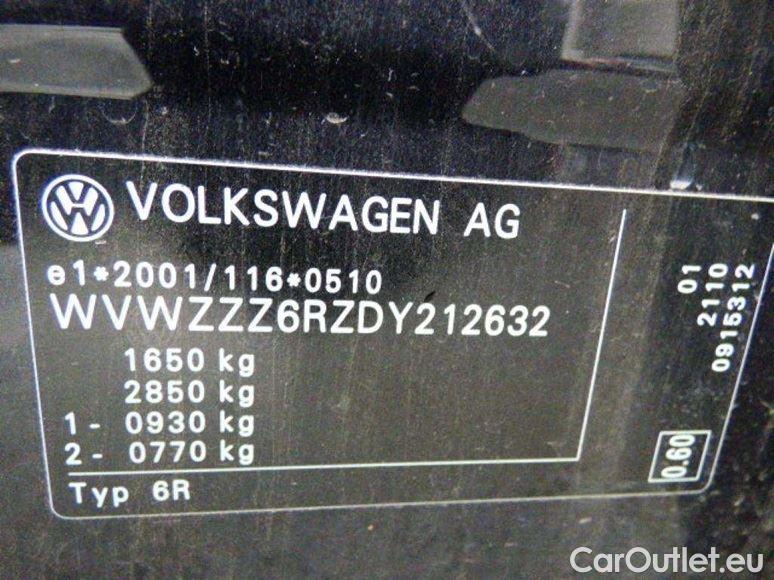 VOLKSWAGEN AG
e1*2001/116*0510
WVWZZZ6RZDY212632
1650 kg
2850 kg
1- 0930 kg
2- 0770 kg
Typ 6R
01
2110
0915312
0.60
CarOutlet.eu